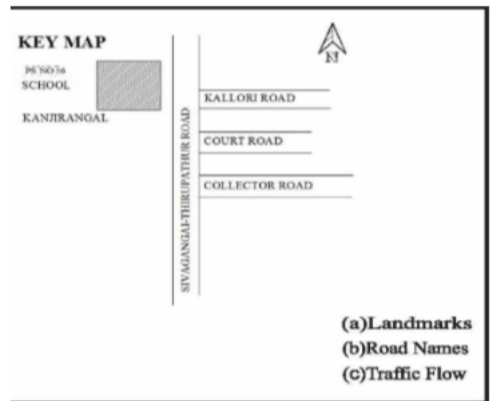 KEY MAP
N
SCHOOL
KANJIRANGAL
KALLORI ROAD
COURT ROAD
COLLECTOR ROAD
SIVAGANGAI-THIRUPATHUR ROAD
(a)Landmarks
(b)Road Names
(c)Traffic Flow